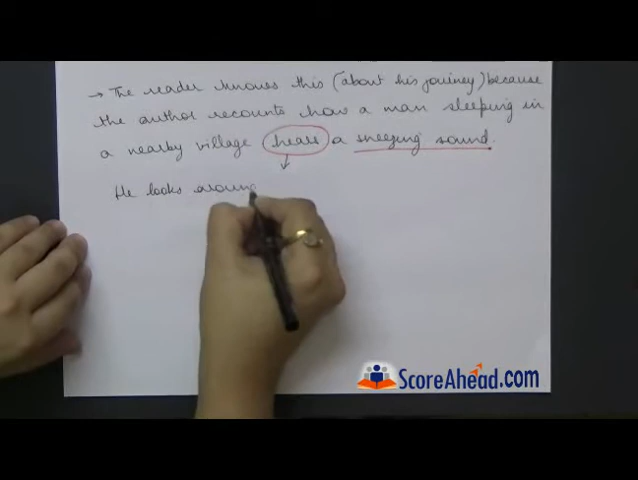 → The reader knows this (about his journey) because
the author recounts how a man sleeping in
a nearby village hears a sneezing sound.
He looks aroun
ScoreAhead.com